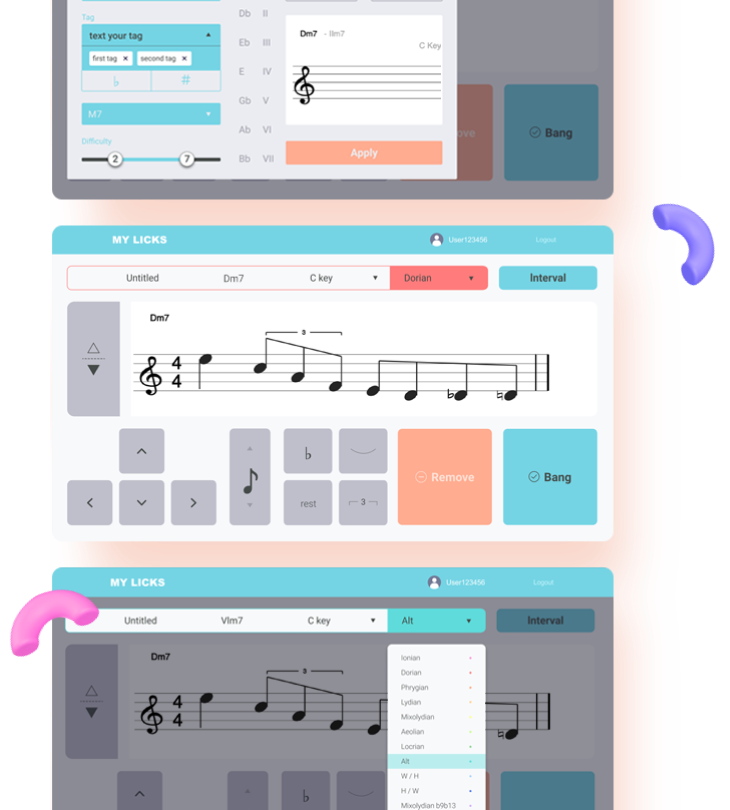 Db II
Tag
text your tag
Dm7 - IIm7
Eb III
C Key
first tag × second tag ×
E IV
♭ #
Gb V
M7
Ab VI
ove
Bang
Difficulty
Apply
2 7
Bb VII
MY LICKS User123456 Logout
Untitled Dm7 C key Dorian Interval
Dm7
3
4
4
♭
Remove Bang
rest 3
MY LICKS User123456 Logout
Untitled VIm7 C key Alt Interval
Dm7
Ionian
3
Dorian
Phrygian
4
Lydian
4
Mixolydian
Aeolian
Locrian
Alt
W / H
H / W
♭
Mixolydian b9b13